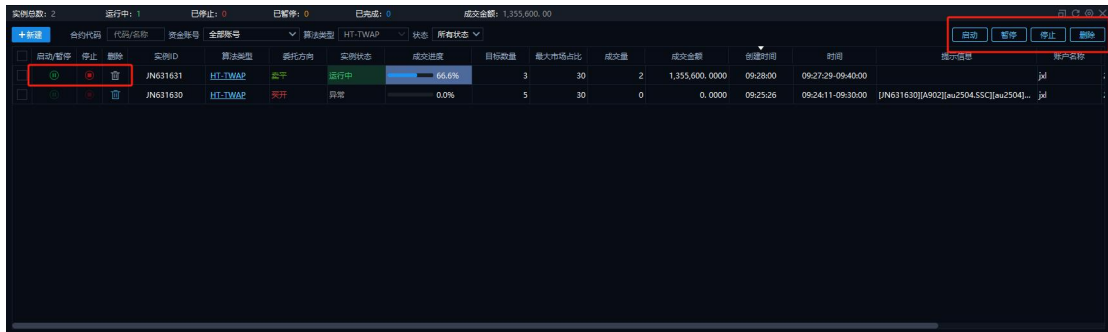 实例总数: 2 运行中: 1 已停止: 0 已暂停: 0 已完成: 0 成交金额: 1,355,600.00
+新建 合约代码 代码/名称 资金账号 全部账号 算法类型 HT-TWAP 状态 所有状态 启动 暂停 停止 删除
启动/暂停 停止 删除 实例ID 算法类型 委托方向 实例状态 成交进度 目标数量 最大市场占比 成交量 成交金额 创建时间 时间 提示信息 账户名称
JN631631 HT-TWAP 卖平 运行中 66.6% 3 30 2 1,355,600.0000 09:28:00 09:27:29-09:40:00 jxl
JN631630 HT-TWAP 买开 异常 0.0% 5 30 0 0.0000 09:25:26 09:24:11-09:30:00 [JN631630][A902][au2504.SSC][au2504]... jxl